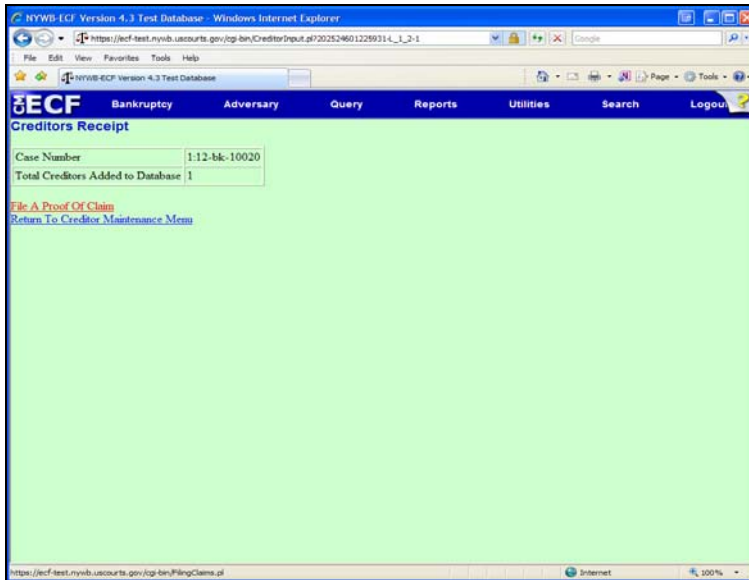 NYWB-ECF Version 4.3 Test Database - Windows Internet Explorer
https://ecf-test.nywb.uscourts.gov/cgi-bin/CreditorInput.pl?202524601225931-L_1_2-1
Google
File Edit View Favorites Tools Help
NYWB-ECF Version 4.3 Test Database
Page Tools
CM ECF Bankruptcy Adversary Query Reports Utilities Search Logout ?
Creditors Receipt
Case Number 1:12-bk-10020
Total Creditors Added to Database 1
File A Proof Of Claim
Return To Creditor Maintenance Menu
https://ecf-test.nywb.uscourts.gov/cgi-bin/FilingClaims.pl Internet 100%